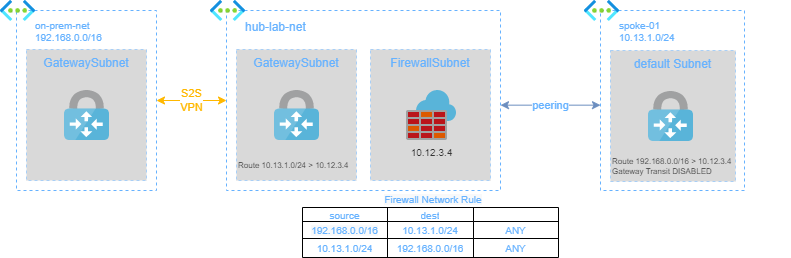 on-prem-net
192.168.0.0/16
GatewaySubnet
S2S
VPN
hub-lab-net
GatewaySubnet
Route 10.13.1.0/24 > 10.12.3.4
FirewallSubnet
10.12.3.4
peering
spoke-01
10.13.1.0/24
default Subnet
Route 192.168.0.0/16 > 10.12.3.4
Gateway Transit DISABLED
Firewall Network Rule
source dest
192.168.0.0/16 10.13.1.0/24 ANY
10.13.1.0/24 192.168.0.0/16 ANY